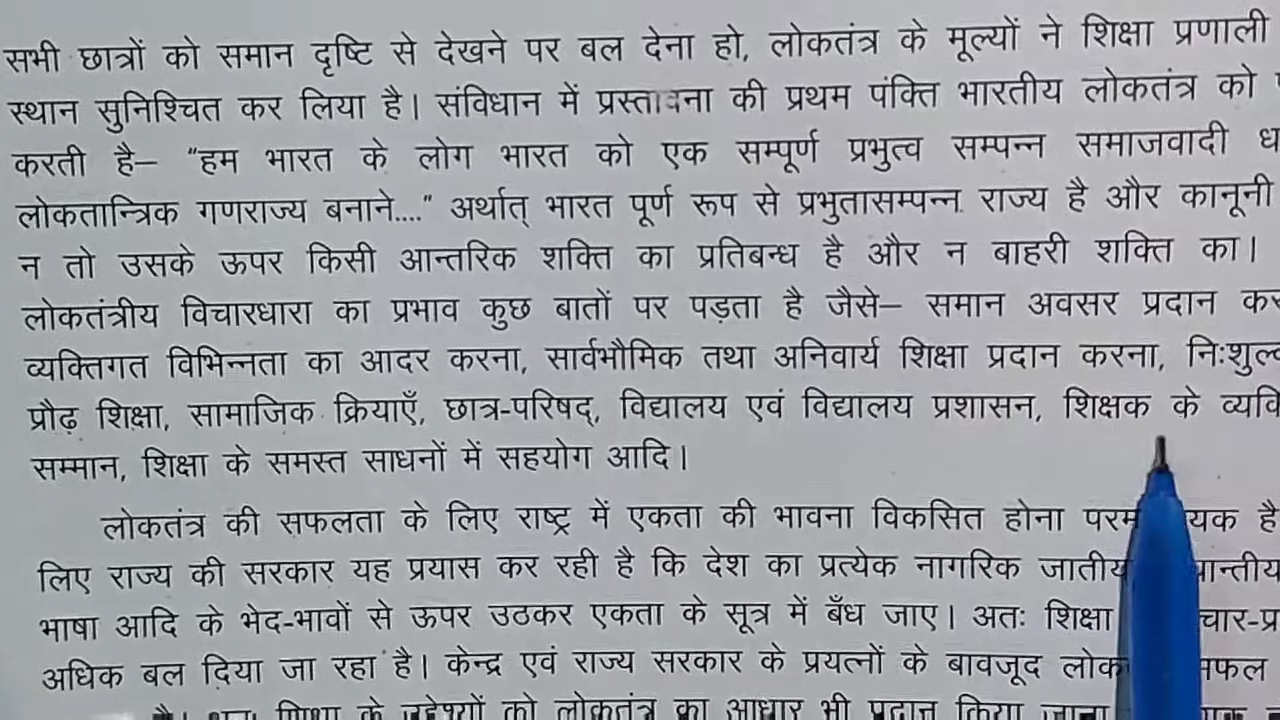 सभी छात्रों को समान दृष्टि से देखने पर बल देना हो, लोकतंत्र के मूल्यों ने शिक्षा प्रणाली
स्थान सुनिश्चित कर लिया है। संविधान में प्रस्तावना की प्रथम पंक्ति भारतीय लोकतंत्र को
करती है– "हम भारत के लोग भारत को एक सम्पूर्ण प्रभुत्व सम्पन्न समाजवादी
लोकतान्त्रिक गणराज्य बनाने...." अर्थात् भारत पूर्ण रूप से प्रभुतासम्पन्न राज्य है और कानूनी
न तो उसके ऊपर किसी आन्तरिक शक्ति का प्रतिबन्ध है और न बाहरी शक्ति का।
लोकतंत्रीय विचारधारा का प्रभाव कुछ बातों पर पड़ता है जैसे– समान अवसर प्रदान
व्यक्तिगत विभिन्नता का आदर करना, सार्वभौमिक तथा अनिवार्य शिक्षा प्रदान करना,
प्रौढ़ शिक्षा, सामाजिक क्रियाएँ, छात्र-परिषद्, विद्यालय एवं विद्यालय प्रशासन, शिक्षक के
सम्मान, शिक्षा के समस्त साधनों में सहयोग आदि।
लोकतंत्र की सफलता के लिए राष्ट्र में एकता की भावना विकसित होना है
लिए राज्य की सरकार यह प्रयास कर रही है कि देश का प्रत्येक नागरिक
भाषा आदि के भेद-भावों से ऊपर उठकर एकता के सूत्र में बँध जाए। अतः शिक्षा
अधिक बल दिया जा रहा है। केन्द्र एवं राज्य सरकार के प्रयत्नों के बावजूद
शिक्षा के उद्देश्यों को लोकतंत्र का आधार भी प्रदान किया जाना